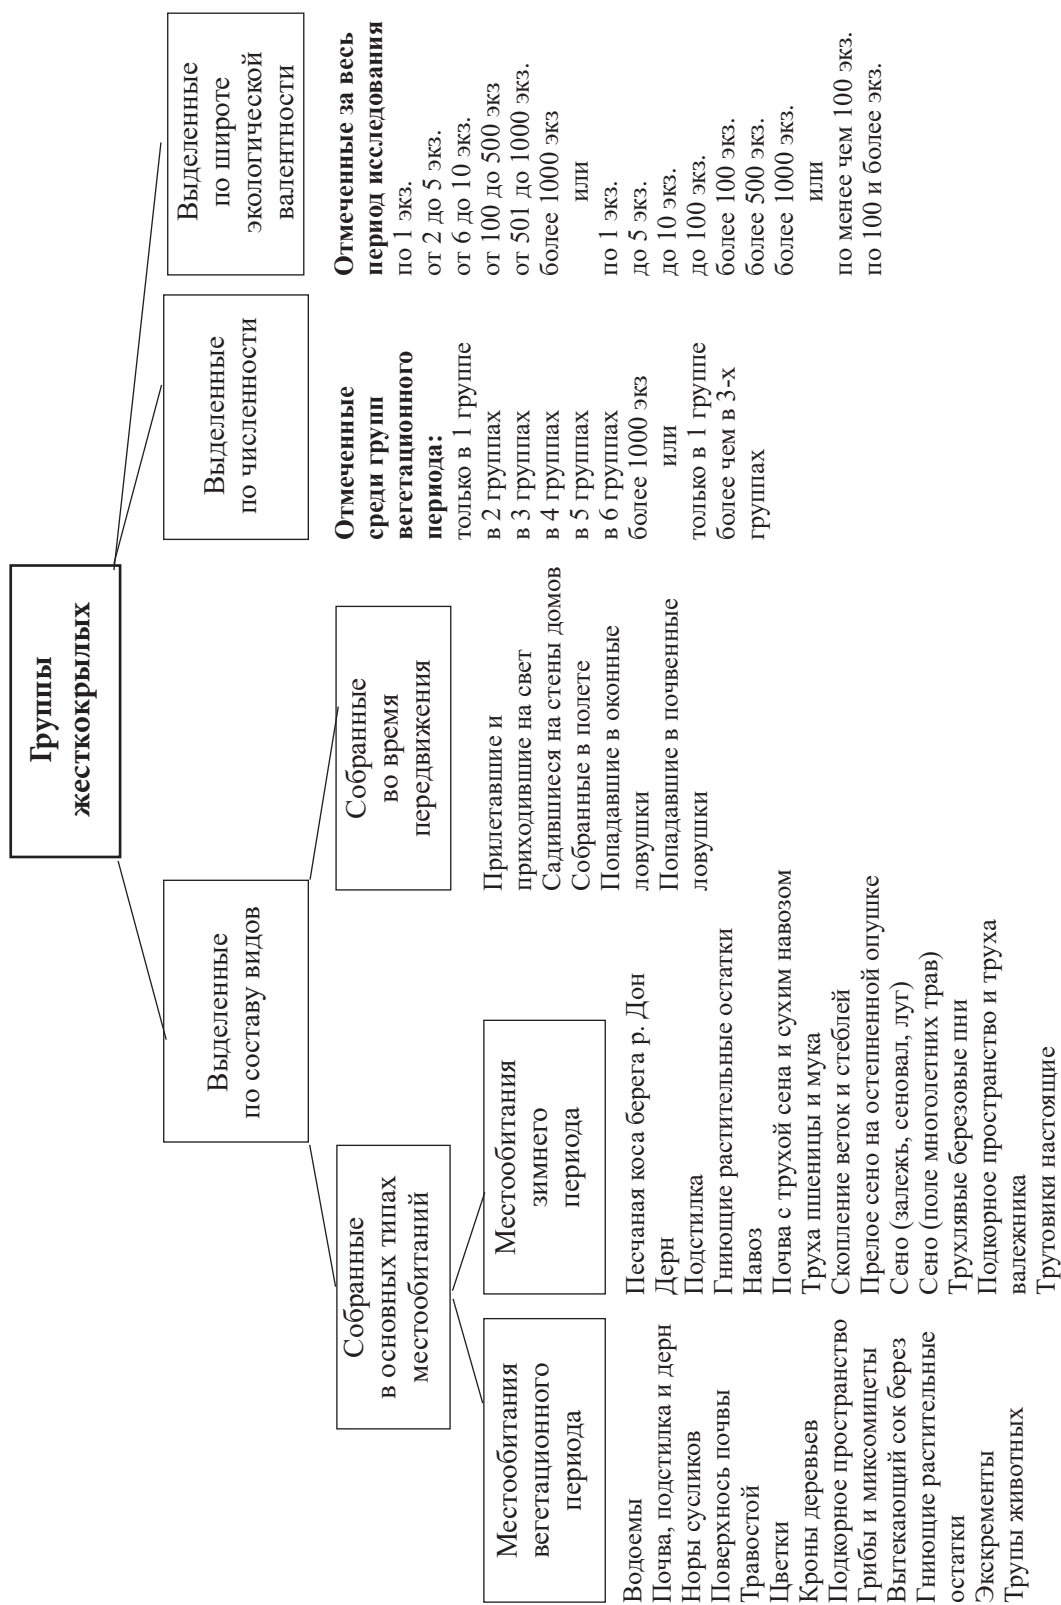 Группы
жесткокрылых
Выделенные
по составу видов
Выделенные
по численности
Выделенные
по широте
экологической
валентности
Собранные
в основных типах
местообитаний
Собранные
во время
передвижения
Местообитания
вегетационного
периода
Местообитания
зимнего
периода
Водоемы
Почва, подстилка и дерн
Норы сусликов
Поверхнось почвы
Травостой
Цветки
Кроны деревьев
Подкорное пространство
Грибы и миксомицеты
Вытекающий сок берез
Гниющие растительные
остатки
Экскременты
Трупы животных
Песчаная коса берега р. Дон
Дерн
Подстилка
Гниющие растительные остатки
Навоз
Почва с трухой сена и сухим навозом
Труха пшеницы и мука
Скопление веток и стеблей
Прелое сено на остепненной опушке
Сено (залежь, сеновал, луг)
Сено (поле многолетних трав)
Трухлявые березовые пни
Подкорное пространство и труха
валежника
Трутовики настоящие
Прилетавшие и
приходившие на свет
Садившиеся на стены домов
Собранные в полете
Попадавшие в оконные
ловушки
Попадавшие в почвенные
ловушки
Отмеченные
среди групп
вегетационного
периода:
только в 1 группе
в 2 группах
в 3 группах
в 4 группах
в 5 группах
в 6 группах
более 1000 экз
или
только в 1 группе
более чем в 3-х
группах
Отмеченные за весь
период исследования
по 1 экз.
от 2 до 5 экз.
от 6 до 10 экз.
от 100 до 500 экз
от 501 до 1000 экз.
более 1000 экз
или
по 1 экз.
до 5 экз.
до 10 экз.
до 100 экз.
более 100 экз.
более 500 экз.
более 1000 экз.
или
по менее чем 100 экз.
по 100 и более экз.